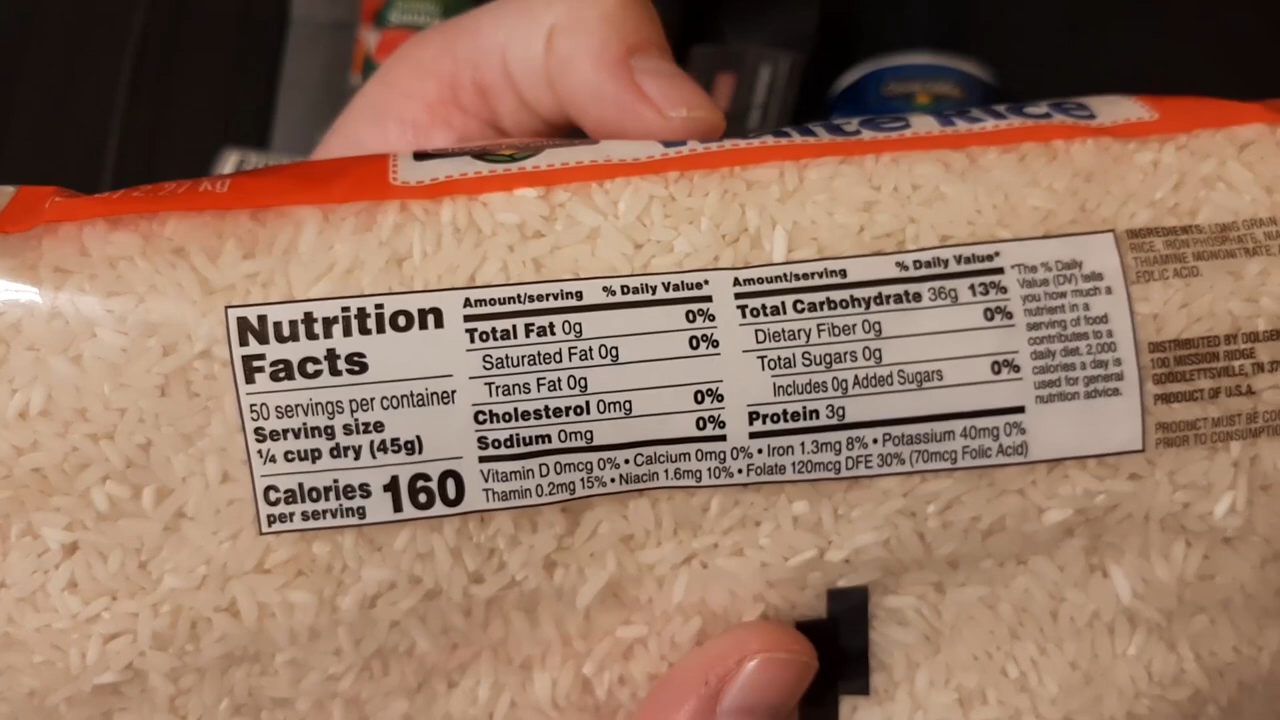 White Rice
2.27 kg
Nutrition
Facts
50 servings per container
Serving size
¼ cup dry (45g)
Calories 160
per serving
Amount/serving % Daily Value*
Total Fat 0g 0%
Saturated Fat 0g 0%
Trans Fat 0g
Cholesterol 0mg 0%
Sodium 0mg 0%
Amount/serving % Daily Value*
Total Carbohydrate 36g 13%
Dietary Fiber 0g 0%
Total Sugars 0g
Includes 0g Added Sugars 0%
Protein 3g
Vitamin D 0mcg 0% • Calcium 0mg 0% • Iron 1.3mg 8% • Potassium 40mg 0%
Thamin 0.2mg 15% • Niacin 1.6mg 10% • Folate 120mcg DFE 30% (70mcg Folic Acid)
*The % Daily
Value (DV) tells
you how much a
nutrient in a
serving of food
contributes to a
daily diet. 2,000
calories a day is
used for general
nutrition advice.
INGREDIENTS: LONG GRAIN
RICE, IRON PHOSPHATE,
THIAMINE MONONITRATE,
FOLIC ACID.
DISTRIBUTED BY
100 MISSION RIDGE
GOODLETTSVILLE, TN
PRODUCT OF U.S.A.
PRODUCT MUST BE
PRIOR TO